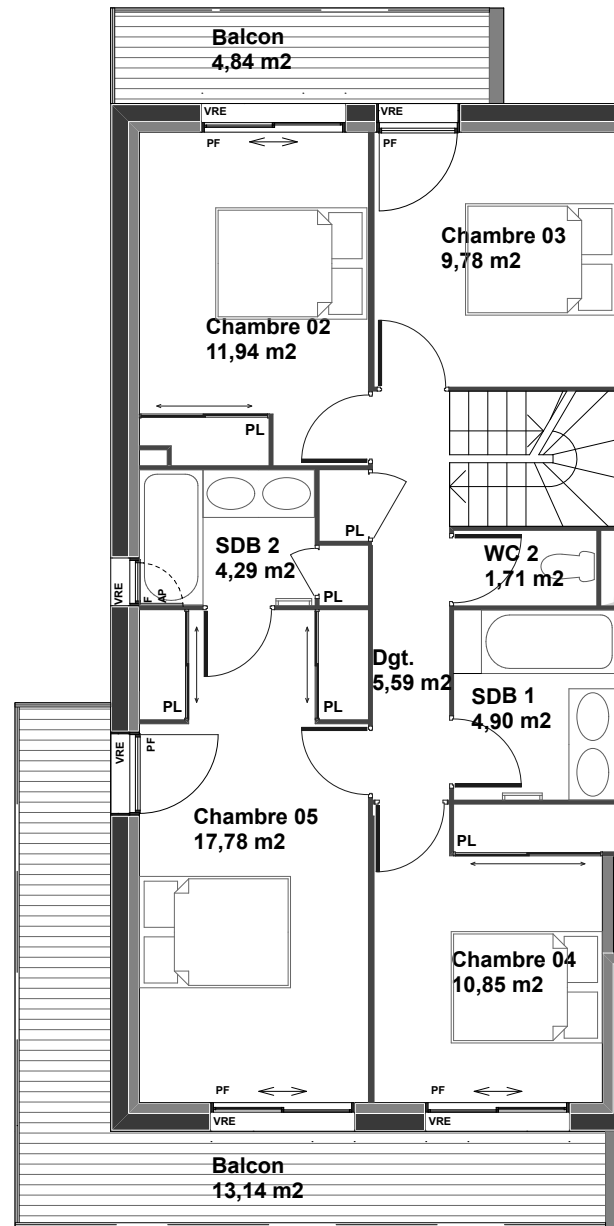 Balcon
4,84 m2
VRE
VRE
PF
PF
Chambre 03
9,78 m2
Chambre 02
11,94 m2
PL
PL
SDB 2
4,29 m2
WC 2
1,71 m2
VRE
F
AP
PL
Dgt.
5,59 m2
SDB 1
4,90 m2
PL
PL
VRE
PF
Chambre 05
17,78 m2
PL
Chambre 04
10,85 m2
PF
PF
VRE
VRE
Balcon
13,14 m2